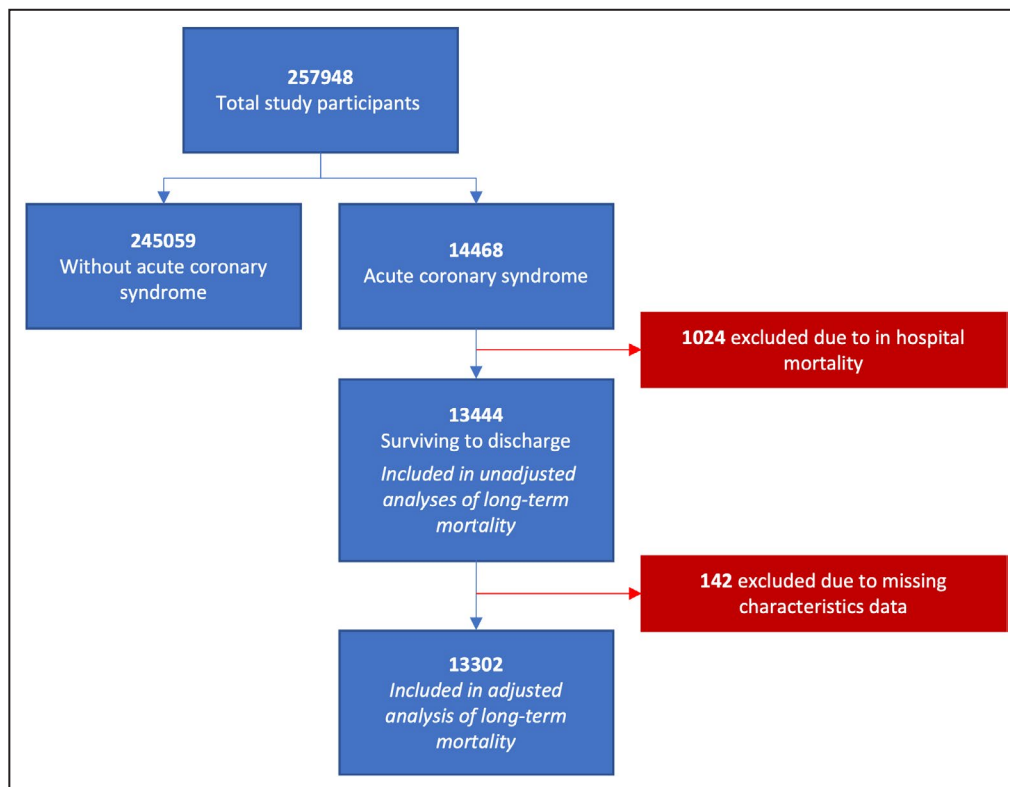 257948
Total study participants
245059
Without acute coronary
syndrome
14468
Acute coronary syndrome
1024 excluded due to in hospital
mortality
13444
Surviving to discharge
Included in unadjusted
analyses of long-term
mortality
142 excluded due to missing
characteristics data
13302
Included in adjusted
analysis of long-term
mortality